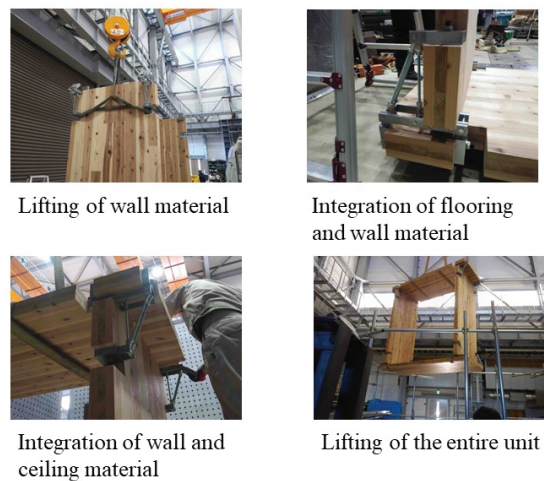 Lifting of wall material
Integration of flooring
and wall material
Integration of wall and
ceiling material
Lifting of the entire unit